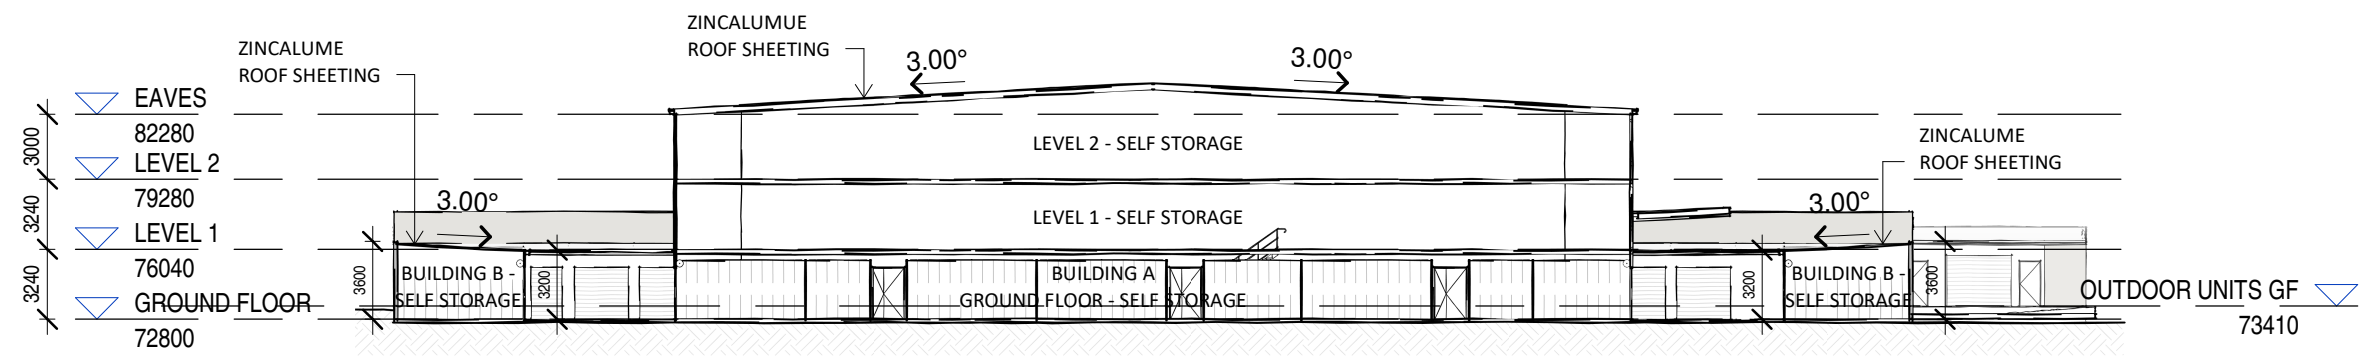 ZINCALUMUE
ROOF SHEETING
ZINCALUME
ROOF SHEETING
3.00°
3.00°
EAVES
82280
3000
LEVEL 2 - SELF STORAGE
ZINCALUME
ROOF SHEETING
LEVEL 2
79280
3240
3.00°
LEVEL 1 - SELF STORAGE
3.00°
LEVEL 1
76040
3240
3600
BUILDING B -
SELF STORAGE
3200
BUILDING A
GROUND FLOOR - SELF STORAGE
3200
BUILDING B -
SELF STORAGE
3600
GROUND FLOOR
72800
OUTDOOR UNITS GF
73410